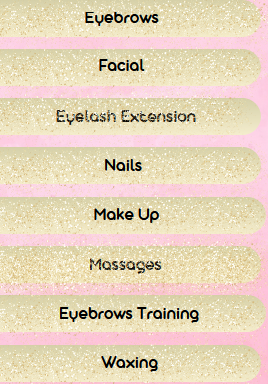 Eyebrows
Facial
Eyelash Extension
Nails
Make Up
Massages
Eyebrows Training
Waxing